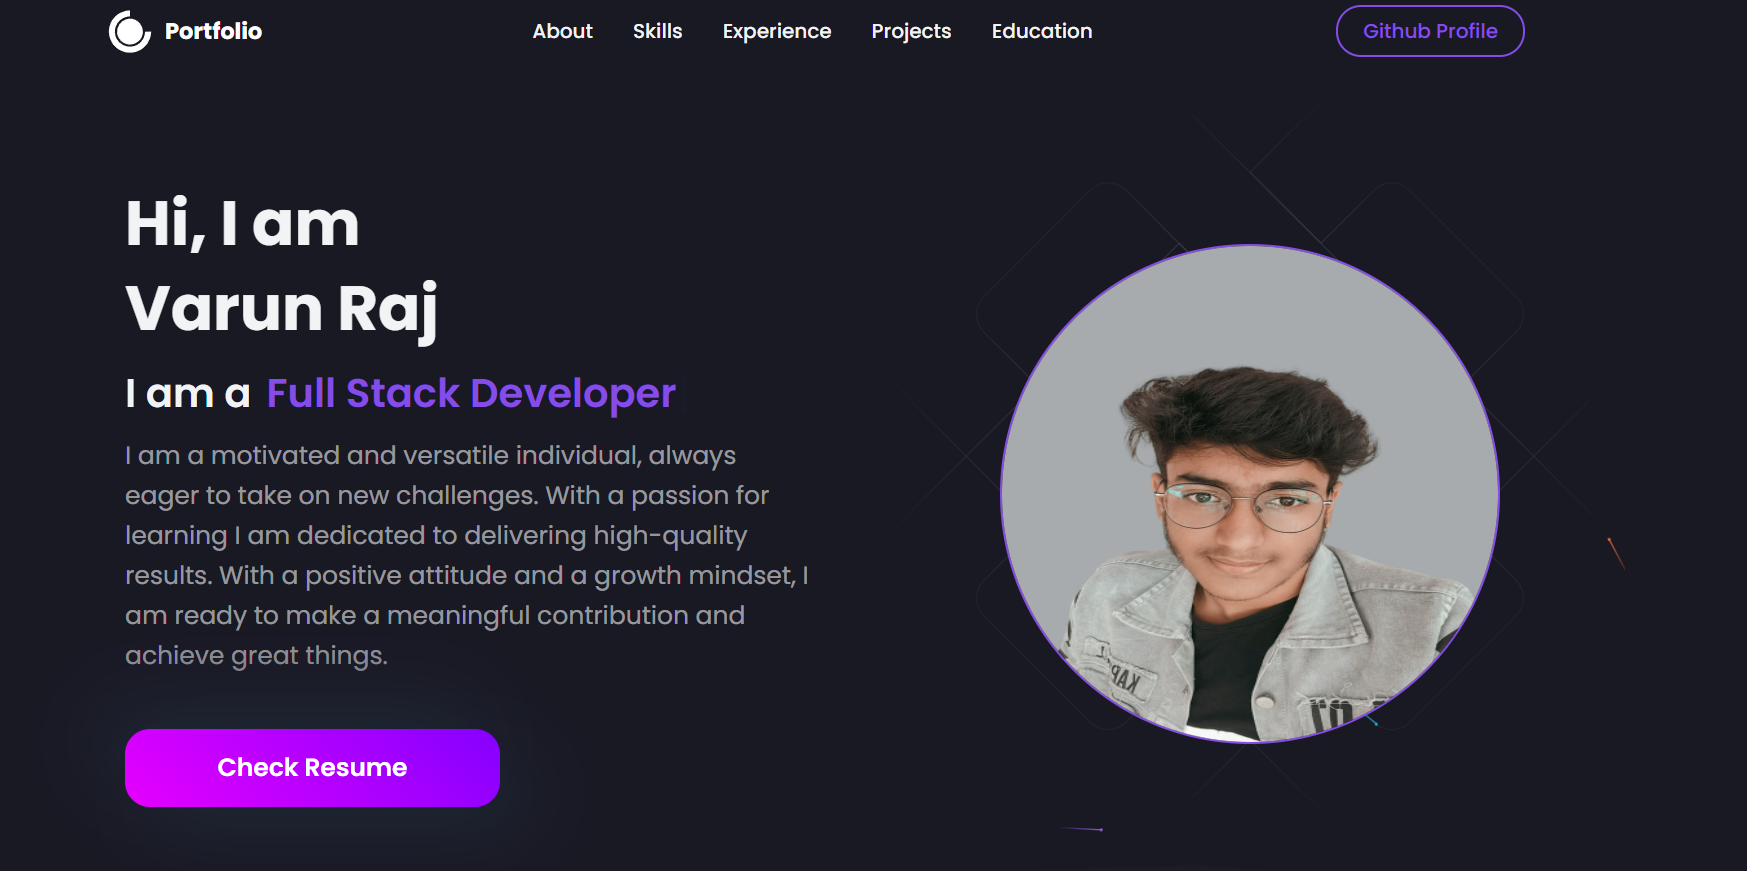 Portfolio
About Skills Experience Projects Education
Github Profile
Hi, I am
Varun Raj
I am a Full Stack Developer
I am a motivated and versatile individual, always
eager to take on new challenges. With a passion for
learning I am dedicated to delivering high-quality
results. With a positive attitude and a growth mindset, I
am ready to make a meaningful contribution and
achieve great things.
Check Resume